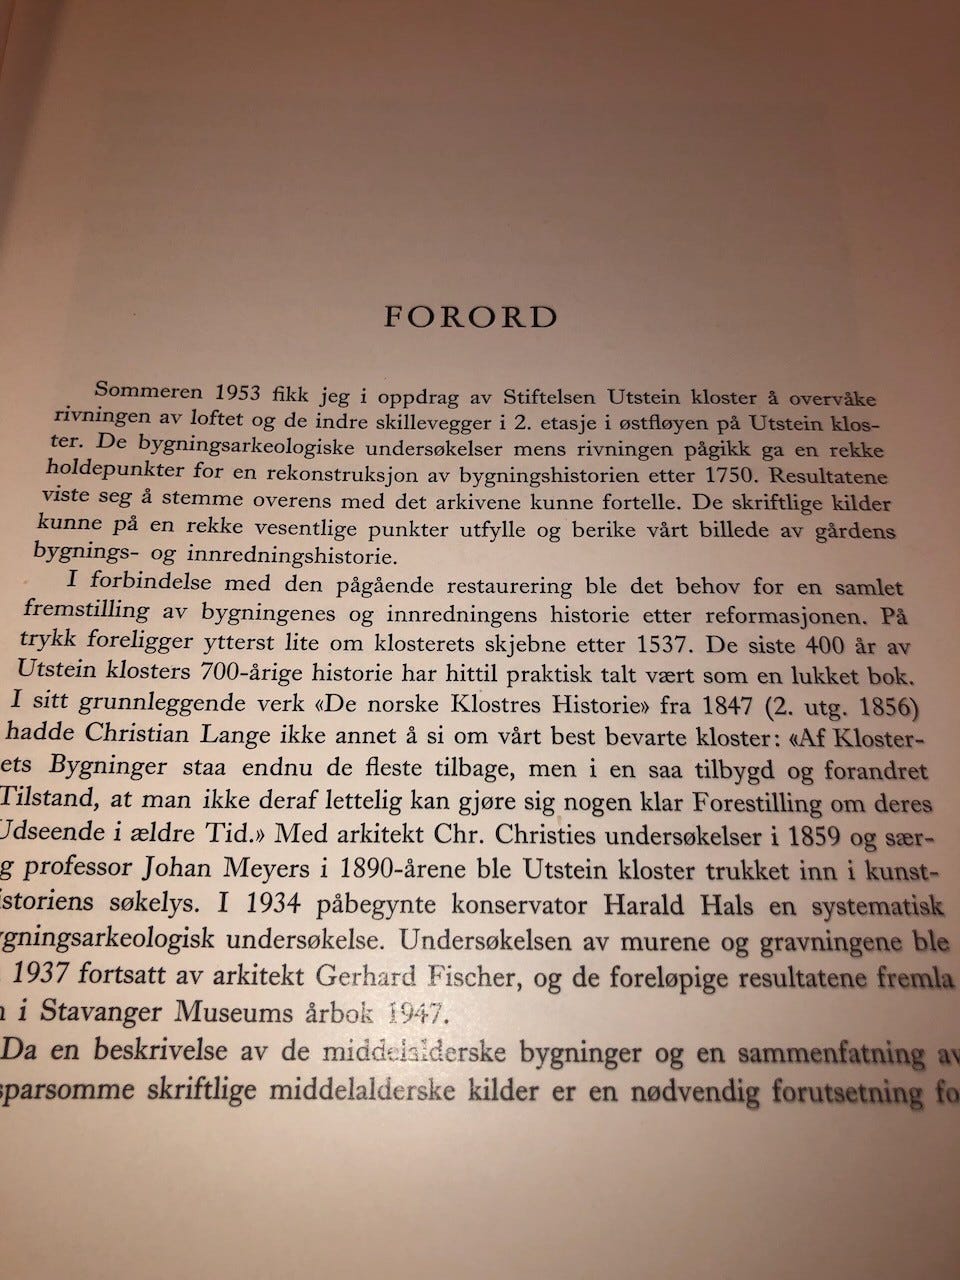 FORORD
Sommeren 1953 fikk jeg i oppdrag av Stiftelsen Utstein kloster å overvåke
rivningen av loftet og de indre skillevegger i 2. etasje i østfløyen på Utstein klos-
ter. De bygningsarkeologiske undersøkelser mens rivningen pågikk ga en rekke
holdepunkter for en rekonstruksjon av bygningshistorien etter 1750. Resultatene
viste seg å stemme overens med det arkivene kunne fortelle. De skriftlige kilder
kunne på en rekke vesentlige punkter utfylle og berike vårt billede av gårdens
bygnings- og innredningshistorie.
I forbindelse med den pågående restaurering ble det behov for en samlet
fremstilling av bygningenes og innredningens historie etter reformasjonen. På
trykk foreligger ytterst lite om klosterets skjebne etter 1537. De siste 400 år av
Utstein klosters 700-årige historie har hittil praktisk talt vært som en lukket bok.
I sitt grunnleggende verk «De norske Klostres Historie» fra 1847 (2. utg. 1856)
hadde Christian Lange ikke annet å si om vårt best bevarte kloster: «Af Kloster-
ets Bygninger staa endnu de fleste tilbage, men i en saa tilbygd og forandret
Tilstand, at man ikke deraf lettelig kan gjøre sig nogen klar Forestilling om deres
Udseende i ældre Tid.» Med arkitekt Chr. Christies undersøkelser i 1859 og sær-
g professor Johan Meyers i 1890-årene ble Utstein kloster trukket inn i kunst-
istoriens søkelys. I 1934 påbegynte konservator Harald Hals en systematisk
ygningsarkeologisk undersøkelse. Undersøkelsen av murene og gravningene ble
1937 fortsatt av arkitekt Gerhard Fischer, og de foreløpige resultatene fremla
i Stavanger Museums årbok 1947.
Da en beskrivelse av de middelalderske bygninger og en sammenfatning av
sparsomme skriftlige middelalderske kilder er en nødvendig forutsetning fo